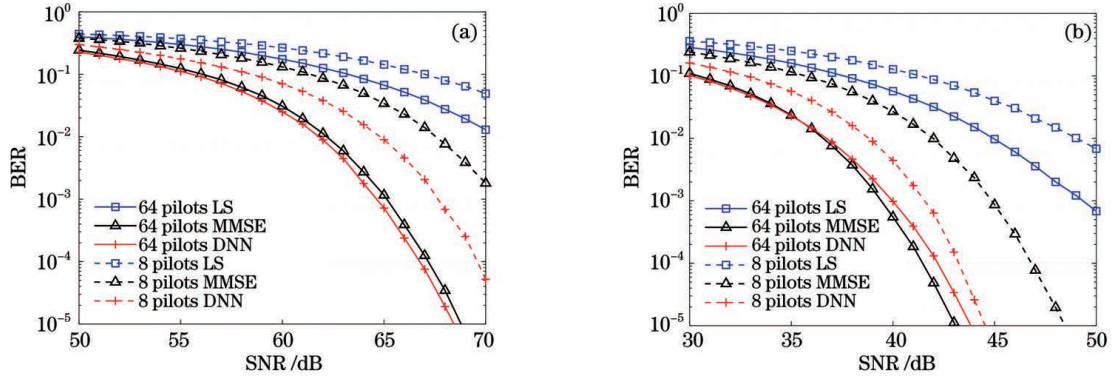 10^0
(a)
10^-1
10^-2
BER
10^-3
64 pilots LS
64 pilots MMSE
64 pilots DNN
8 pilots LS
8 pilots MMSE
8 pilots DNN
10^-4
10^-5
50 55 60 65 70
SNR /dB
10^0
(b)
10^-1
10^-2
BER
10^-3
64 pilots LS
64 pilots MMSE
64 pilots DNN
8 pilots LS
8 pilots MMSE
8 pilots DNN
10^-4
10^-5
30 35 40 45 50
SNR /dB